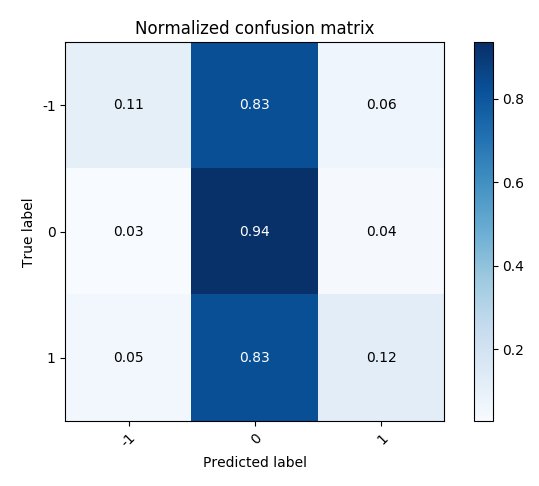 Normalized confusion matrix
True label
-1 0.11 0.83 0.06
0 0.03 0.94 0.04
1 0.05 0.83 0.12
-1 0 1
Predicted label
0.8
0.6
0.4
0.2